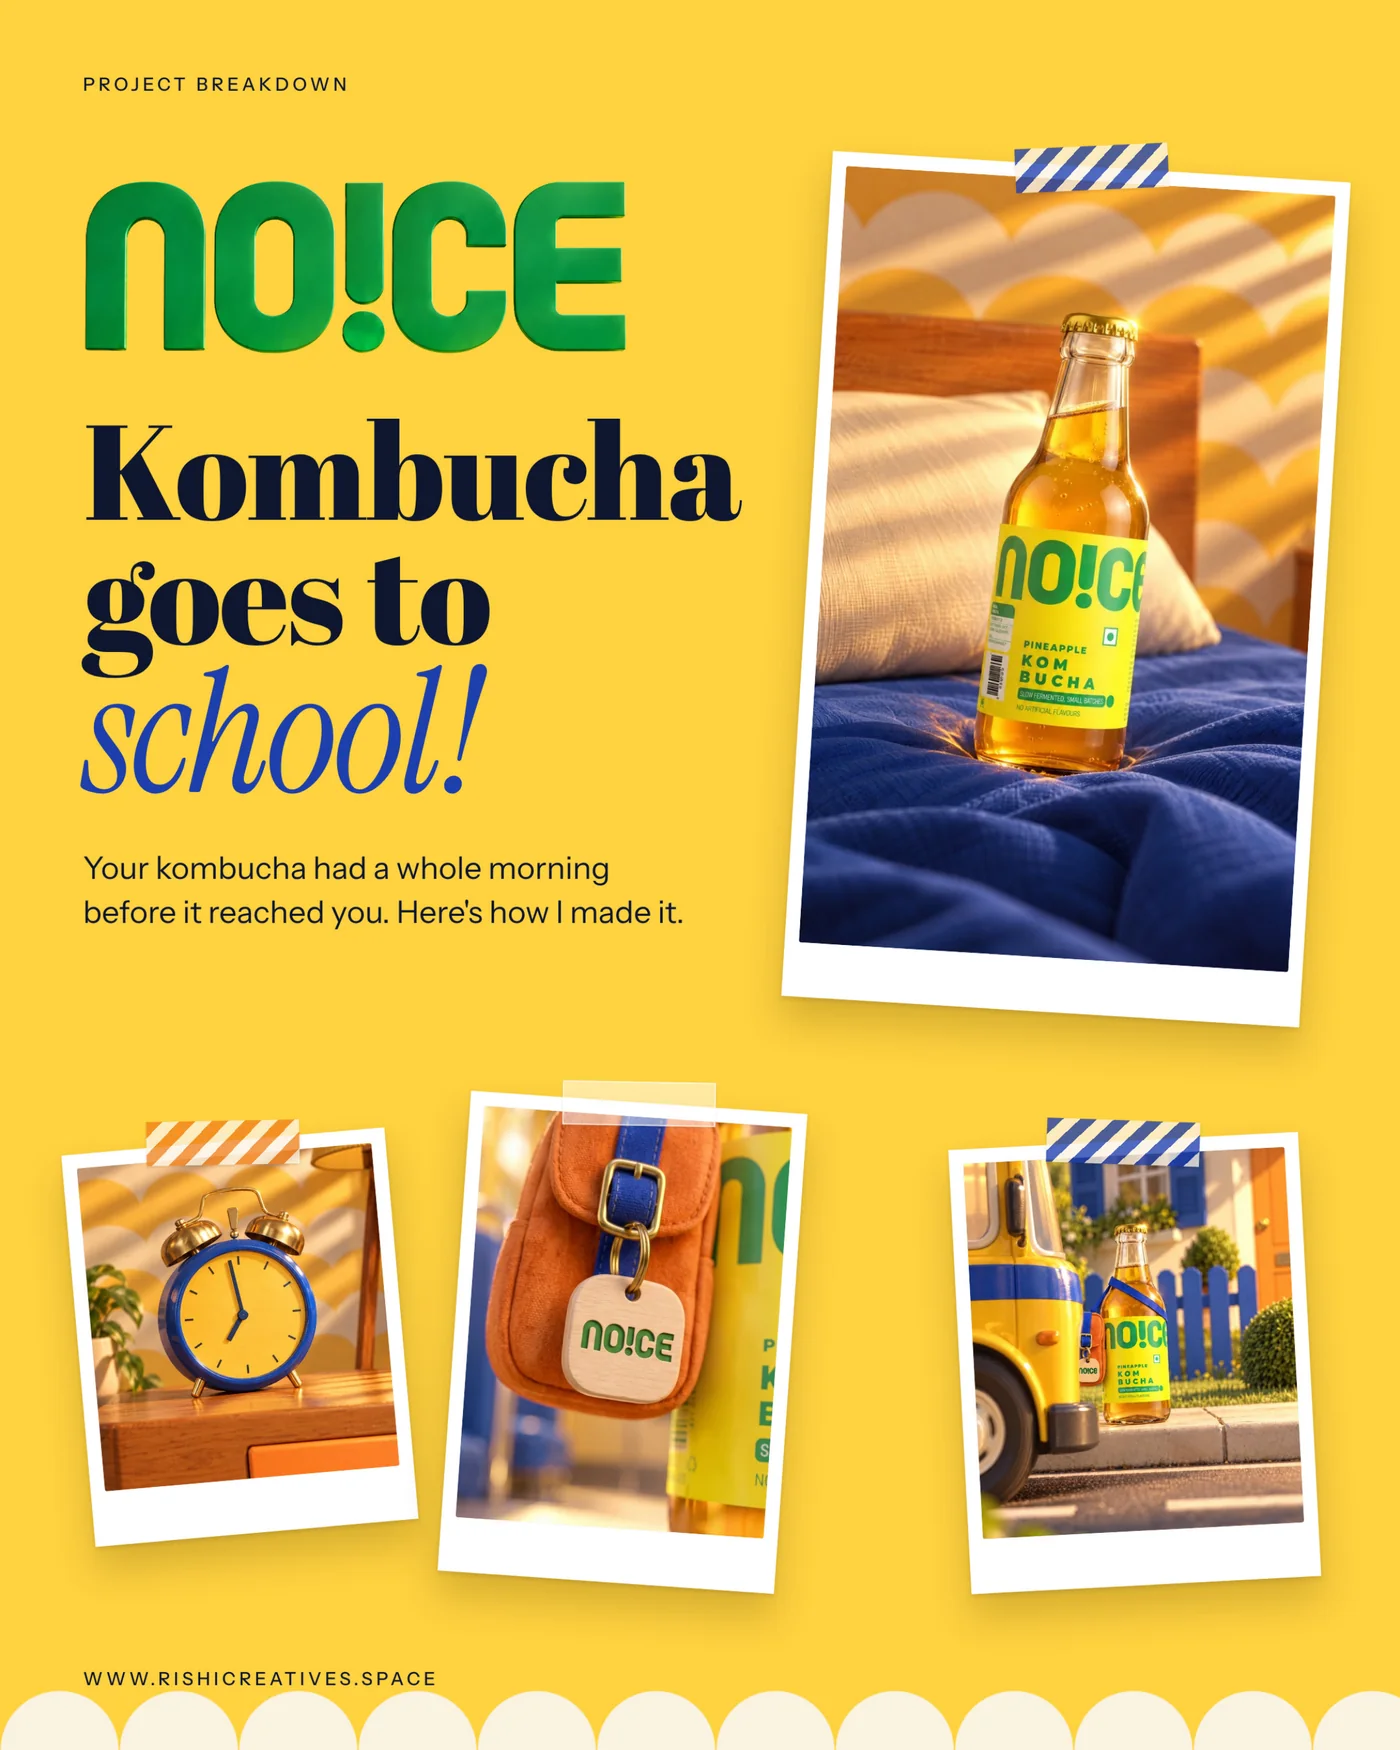 PROJECT BREAKDOWN
NO!CE
Kombucha
goes to
school!
Your kombucha had a whole morning
before it reached you. Here's how I made it.
NO!CE
PINEAPPLE
KOM
BUCHA
SLOW FERMENTED, SMALL BATCHES
NO ARTIFICIAL FLAVOURS
NO!CE
NO!CE
PINEAPPLE
KOM
BUCHA
NO!CE
WWW.RISHICREATIVES.SPACE